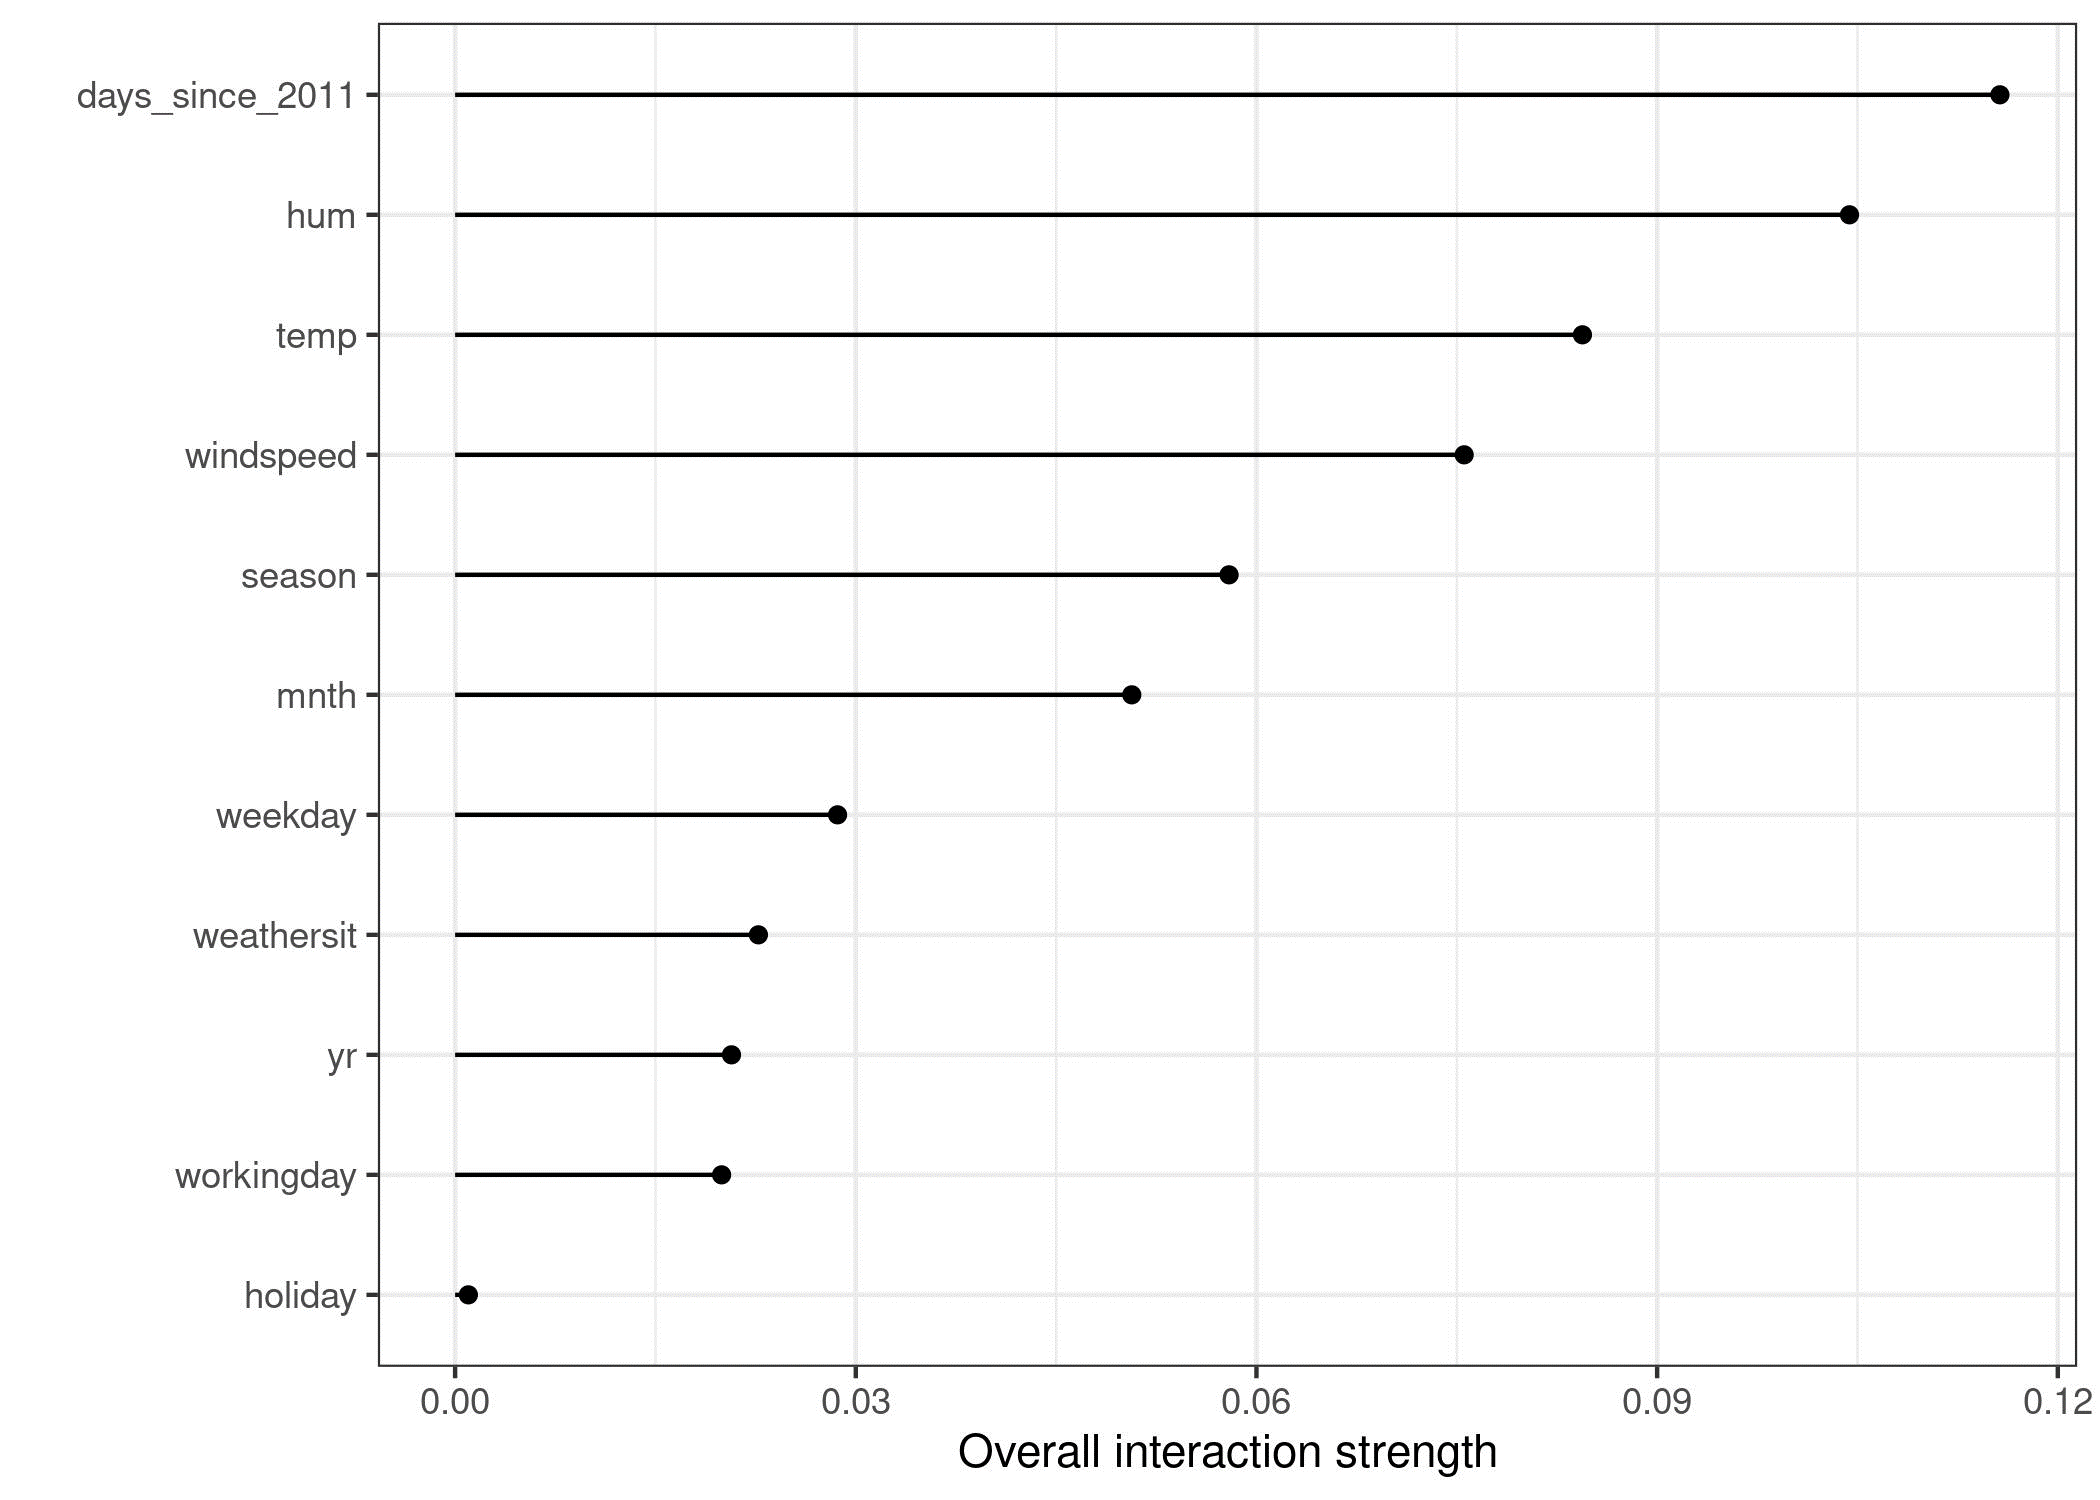 days_since_2011
hum
temp
windspeed
season
mnth
weekday
weathersit
yr
workingday
holiday
0.00 0.03 0.06 0.09 0.12
Overall interaction strength